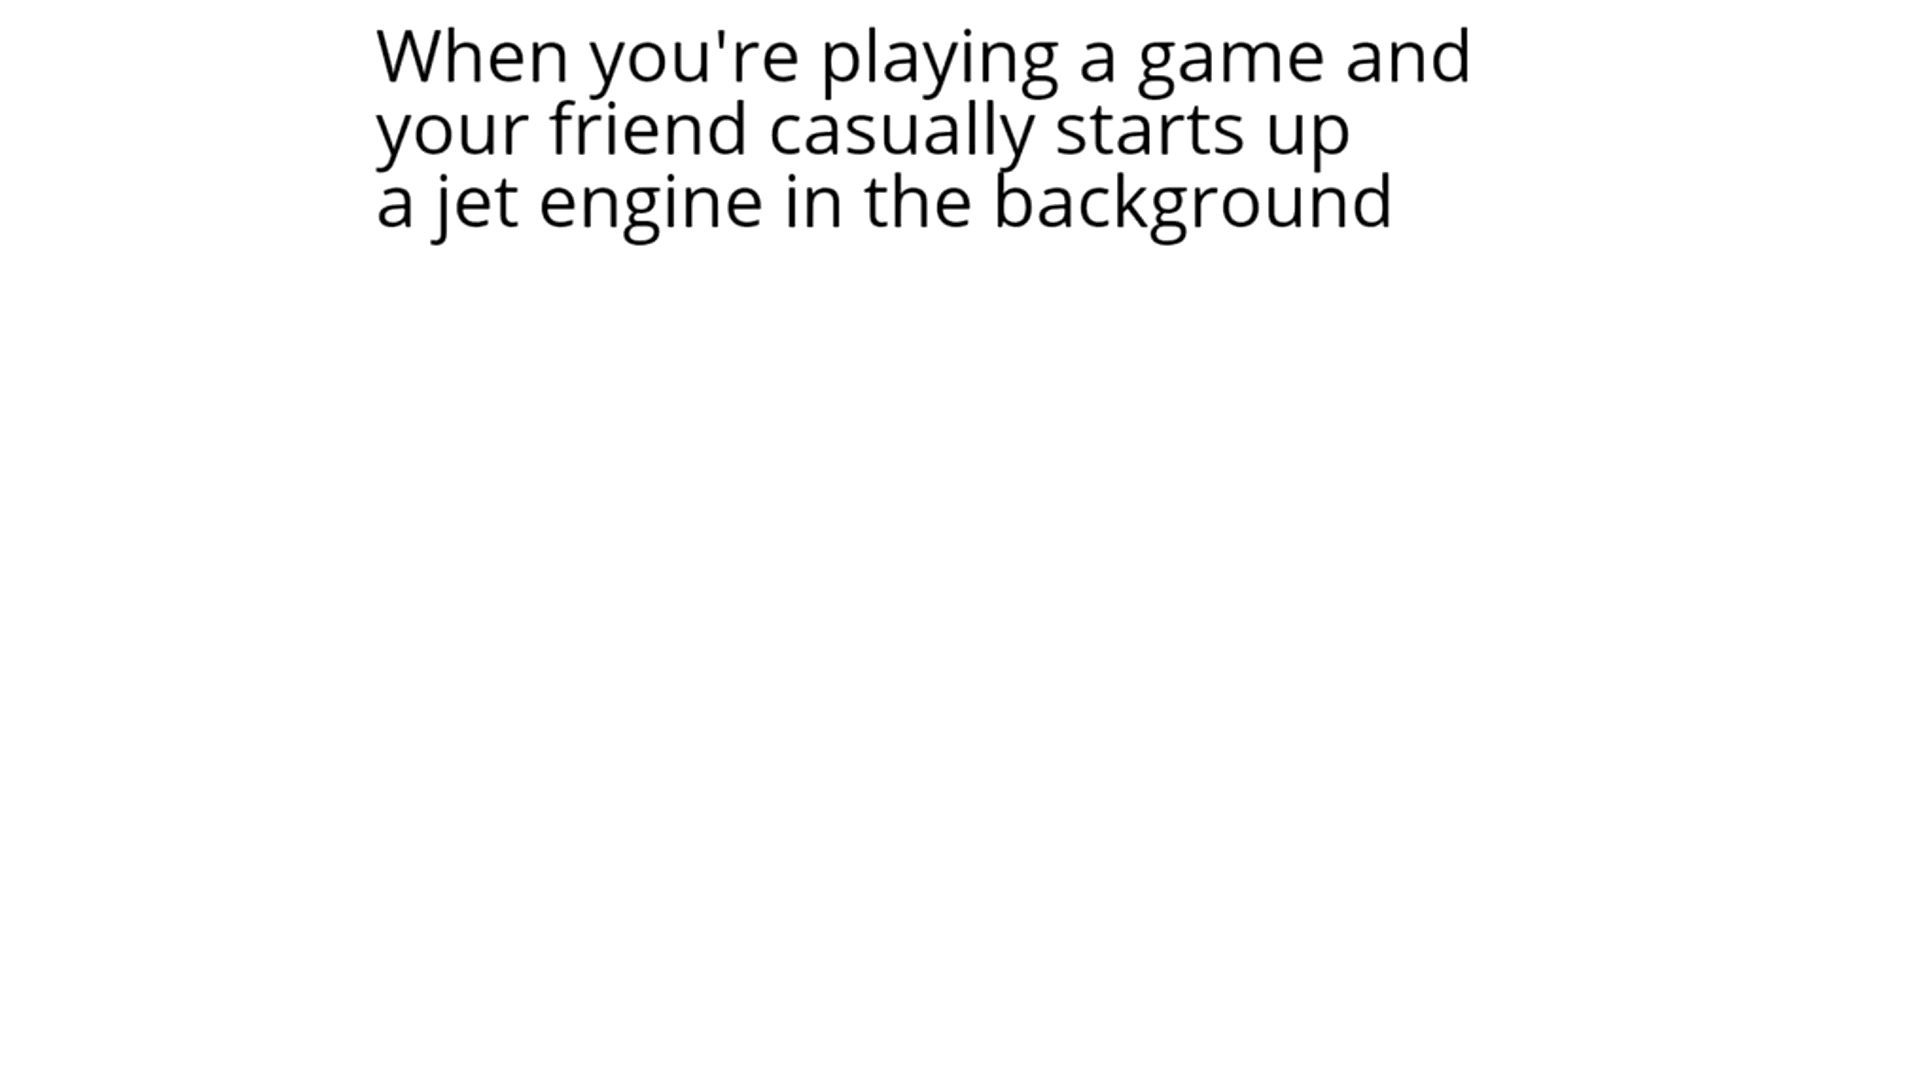 When you're playing a game and
your friend casually starts up
a jet engine in the background